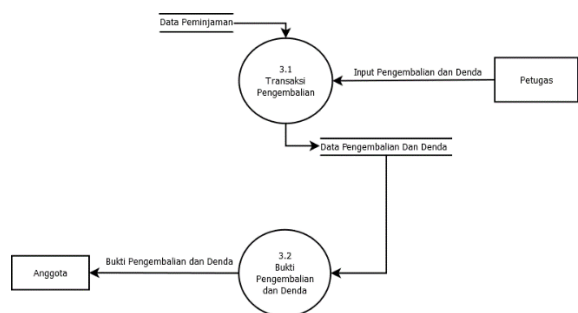 Data Peminjaman
3.1
Transaksi
Pengembalian
Input Pengembalian dan Denda
Petugas
Data Pengembalian Dan Denda
3.2
Bukti
Pengembalian
dan Denda
Bukti Pengembalian dan Denda
Anggota